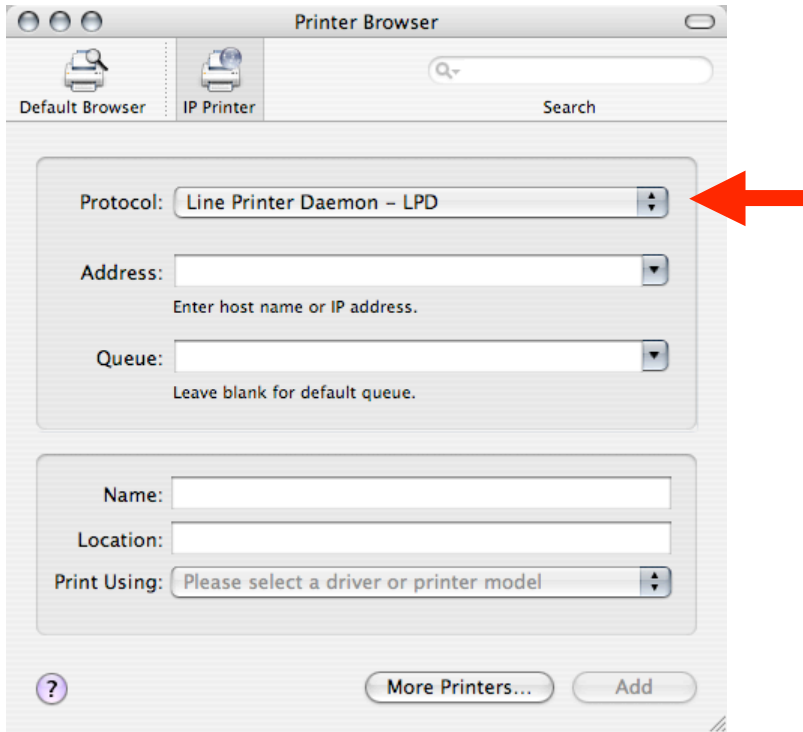 Printer Browser
Default Browser
IP Printer
Search
Protocol: Line Printer Daemon – LPD
Address:
Enter host name or IP address.
Queue:
Leave blank for default queue.
Name:
Location:
Print Using: Please select a driver or printer model
? More Printers... Add